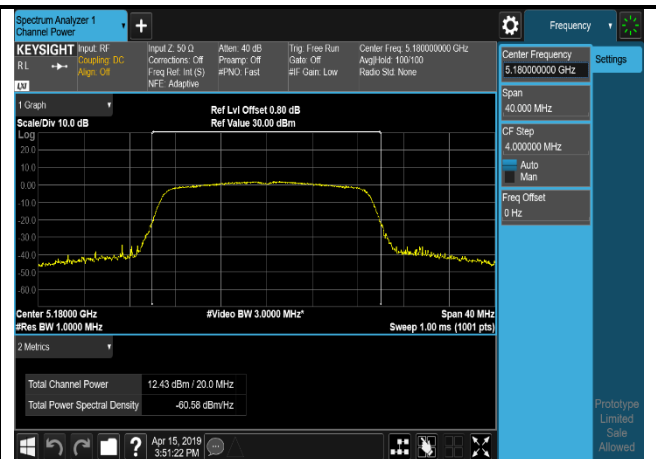 Spectrum Analyzer 1
Channel Power
+
Frequency
KEYSIGHT Input: RF
RL Coupling: DC
Align: Off
LXI
Input Z: 50 Ω
Corrections: Off
Freq Ref: Int (S)
NFE: Adaptive
Atten: 40 dB
Preamp: Off
#PNO: Fast
Trig: Free Run
Gate: Off
#IF Gain: Low
Center Freq: 5.180000000 GHz
Avg|Hold: 100/100
Radio Std: None
Center Frequency
5.180000000 GHz
Settings
Span
40.000 MHz
CF Step
4.000000 MHz
Auto
Man
Freq Offset
0 Hz
1 Graph
Scale/Div 10.0 dB
Ref Lvl Offset 0.80 dB
Ref Value 30.00 dBm
Log
20.0
10.0
0.00
-10.0
-20.0
-30.0
-40.0
-50.0
-60.0
Center 5.18000 GHz
#Res BW 1.0000 MHz
#Video BW 3.0000 MHz*
Span 40 MHz
Sweep 1.00 ms (1001 pts)
2 Metrics
Total Channel Power 12.43 dBm / 20.0 MHz
Total Power Spectral Density -60.58 dBm/Hz
?
Apr 15, 2019
3:51:22 PM
Prototype
Limited
Sale
Allowed